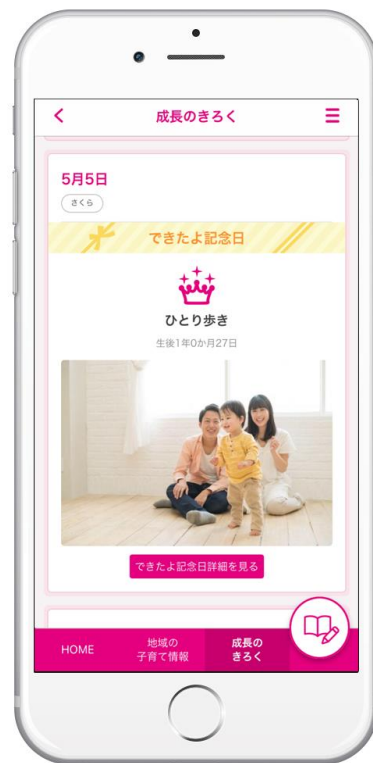 成長のきろく
5月5日
さくら
できたよ記念日
ひとり歩き
生後1年0か月27日
できたよ記念日詳細を見る
HOME
地域の
子育て情報
成長の
きろく